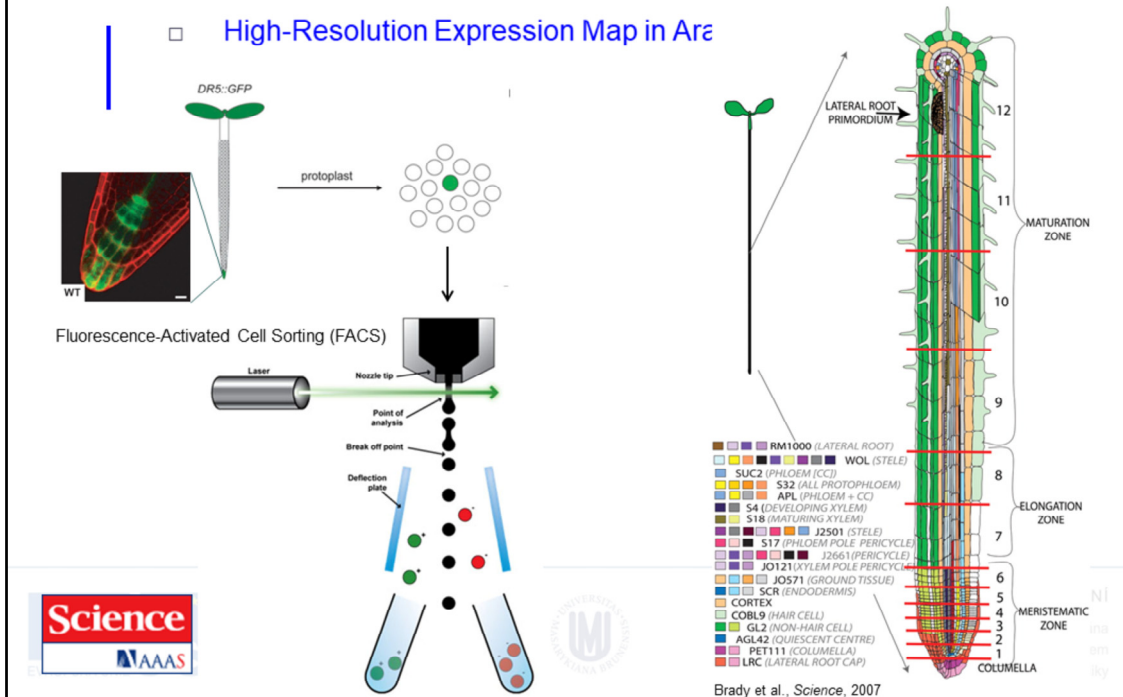 High-Resolution Expression Map in Ara
DR5::GFP
protoplast
WT
Fluorescence-Activated Cell Sorting (FACS)
Laser
Nozzle tip
Point of
analysis
Break off point
Deflection
plate
+
-
+
-
+
-
+
-
Science
AAAS
UNIVERSITAS
MASARYKIANA BRUNENSIS
LATERAL ROOT
PRIMORDIUM
12
11
10
9
8
7
6
5
4
3
2
1
MATURATION
ZONE
ELONGATION
ZONE
MERISTEMATIC
ZONE
COLUMELLA
RM1000 (LATERAL ROOT)
WOL (STELE)
SUC2 (PHLOEM [CC])
S32 (ALL PROTOPHLOEM)
APL (PHLOEM + CC)
S4 (DEVELOPING XYLEM)
S18 (MATURING XYLEM)
J2501 (STELE)
S17 (PHLOEM POLE PERICYCLE)
J2661 (PERICYCLE)
JO121 (XYLEM POLE PERICYCLE)
JO571 (GROUND TISSUE)
SCR (ENDODERMIS)
CORTEX
COBL9 (HAIR CELL)
GL2 (NON-HAIR CELL)
AGL42 (QUIESCENT CENTRE)
PET111 (COLUMELLA)
LRC (LATERAL ROOT CAP)
Brady et al., Science, 2007